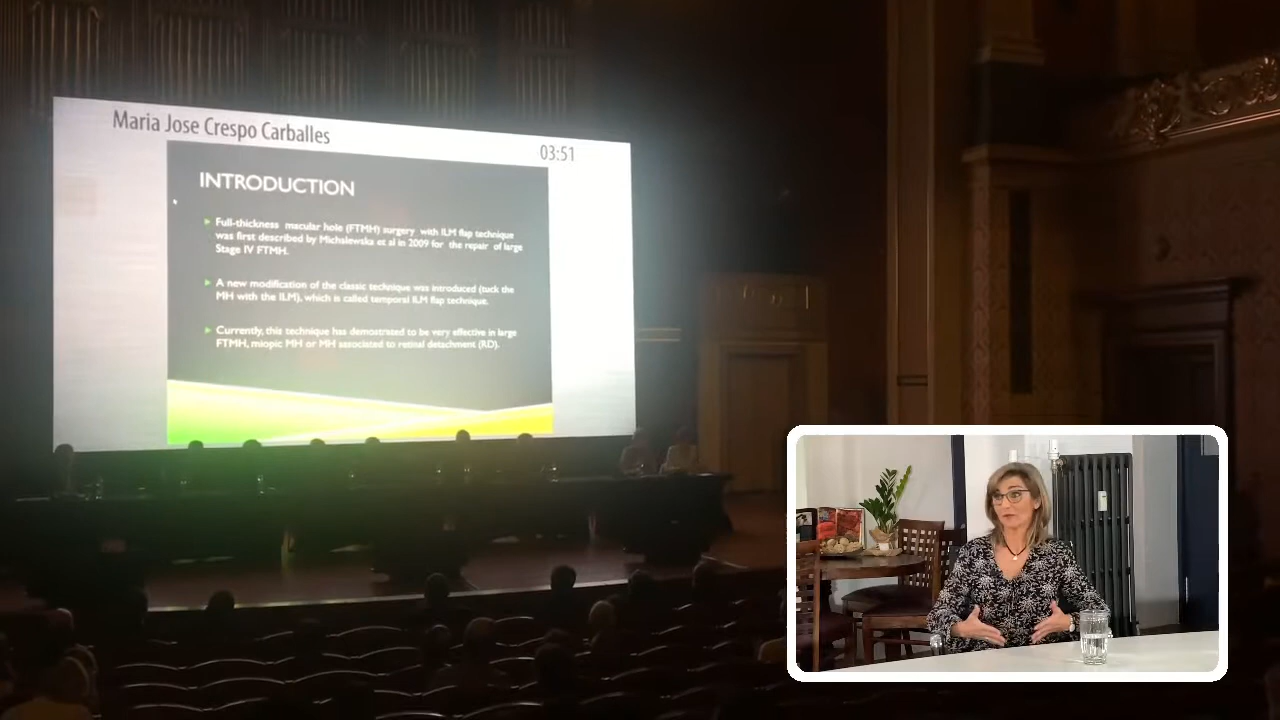 Maria Jose Crespo Carballes
03:51
INTRODUCTION
Full-thickness macular hole (FTMH) surgery with ILM flap technique
was first described by Michalewska et al in 2009 for the repair of large
Stage IV FTMH.
A new modification of the classic technique was introduced (tuck the
MH with the ILM), which is called temporal ILM flap technique.
Currently, this technique has demostrated to be very effective in large
FTMH, miopic MH or MH associated to retinal detachment (RD).